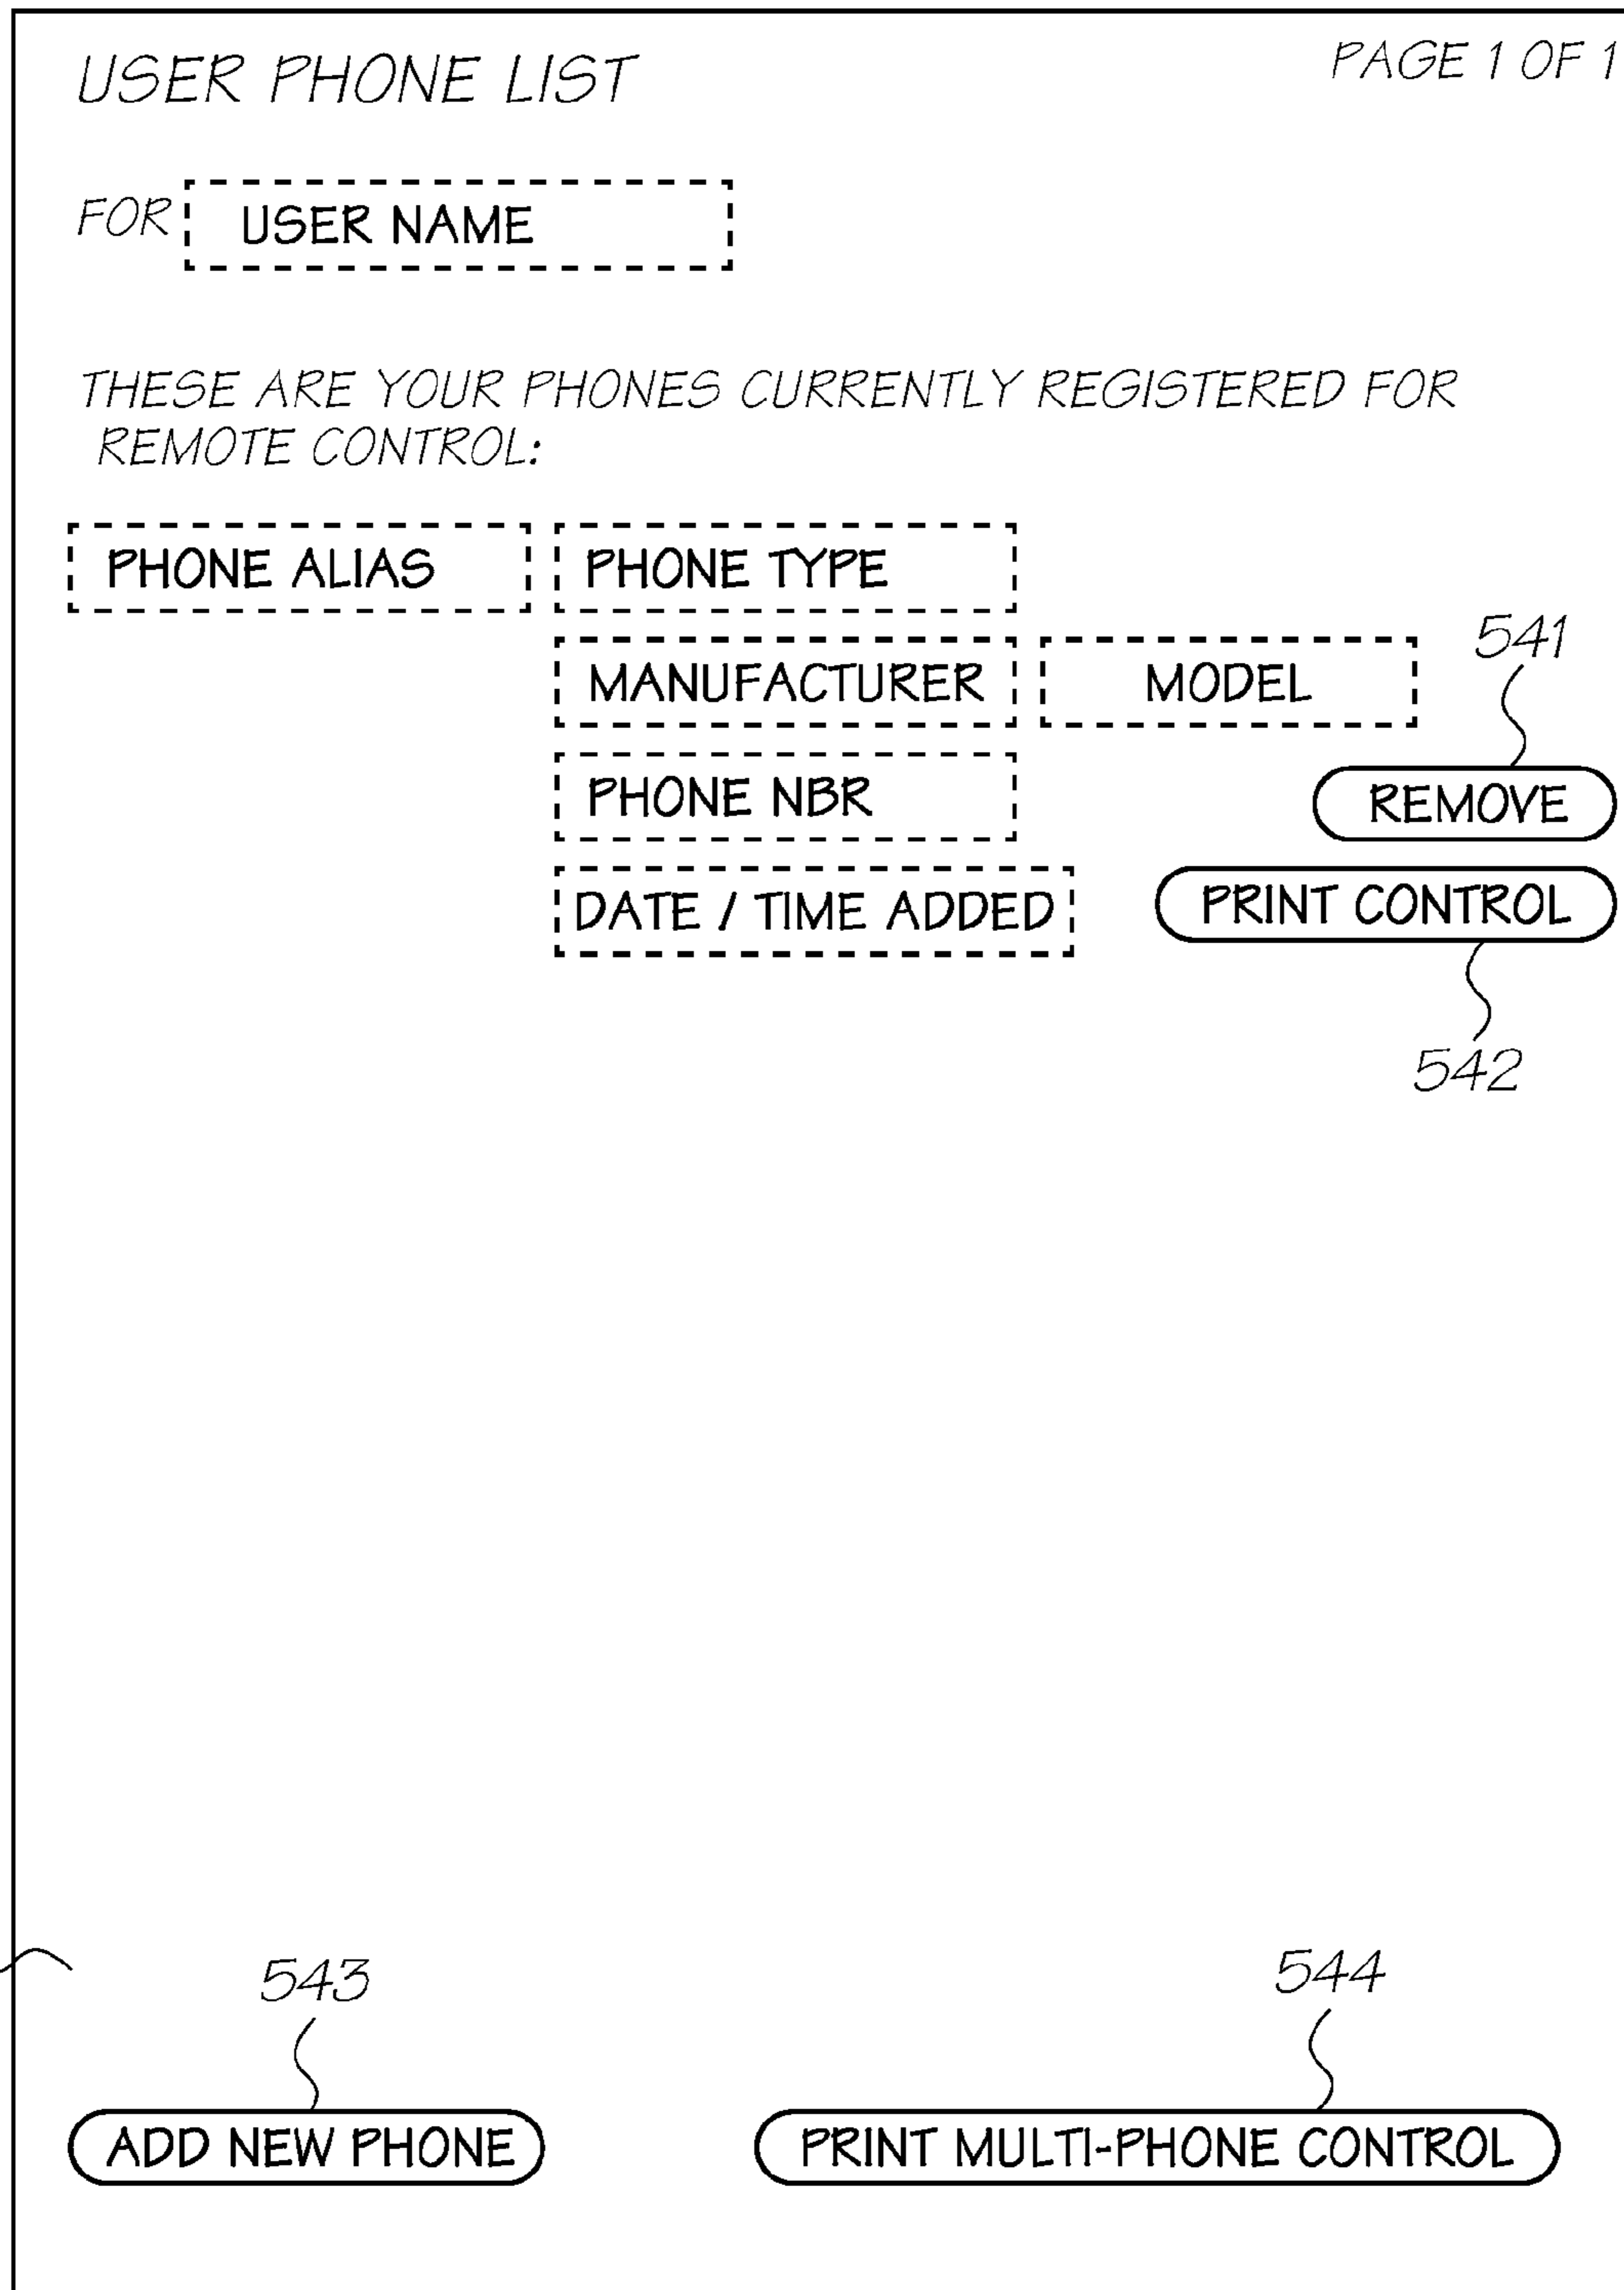 USER PHONE LIST
PAGE 1 OF 1
FOR USER NAME
THESE ARE YOUR PHONES CURRENTLY REGISTERED FOR
REMOTE CONTROL:
PHONE ALIAS PHONE TYPE
541
MANUFACTURER MODEL
PHONE NBR REMOVE
DATE / TIME ADDED PRINT CONTROL
542
543 544
ADD NEW PHONE PRINT MULTI-PHONE CONTROL